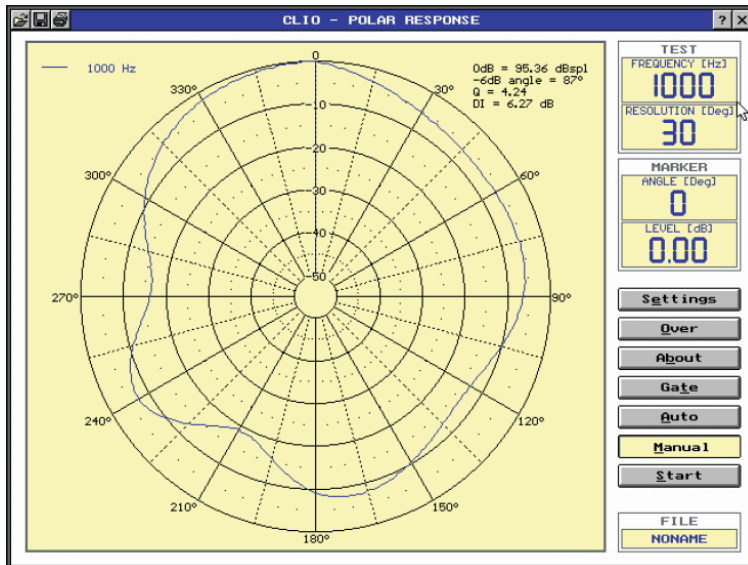 CLIO - POLAR RESPONSE
? X
1000 Hz
0dB = 95.36 dBspl
-6dB angle = 87°
Q = 4.24
DI = 6.27 dB
0
30°
60°
90°
120°
150°
180°
210°
240°
270°
300°
330°
-10
-20
-30
-40
-50
TEST
FREQUENCY [Hz]
1000
RESOLUTION [Deg]
30
MARKER
ANGLE [Deg]
0
LEVEL [dB]
0.00
Settings
Over
About
Gate
Auto
Manual
Start
FILE
NONAME